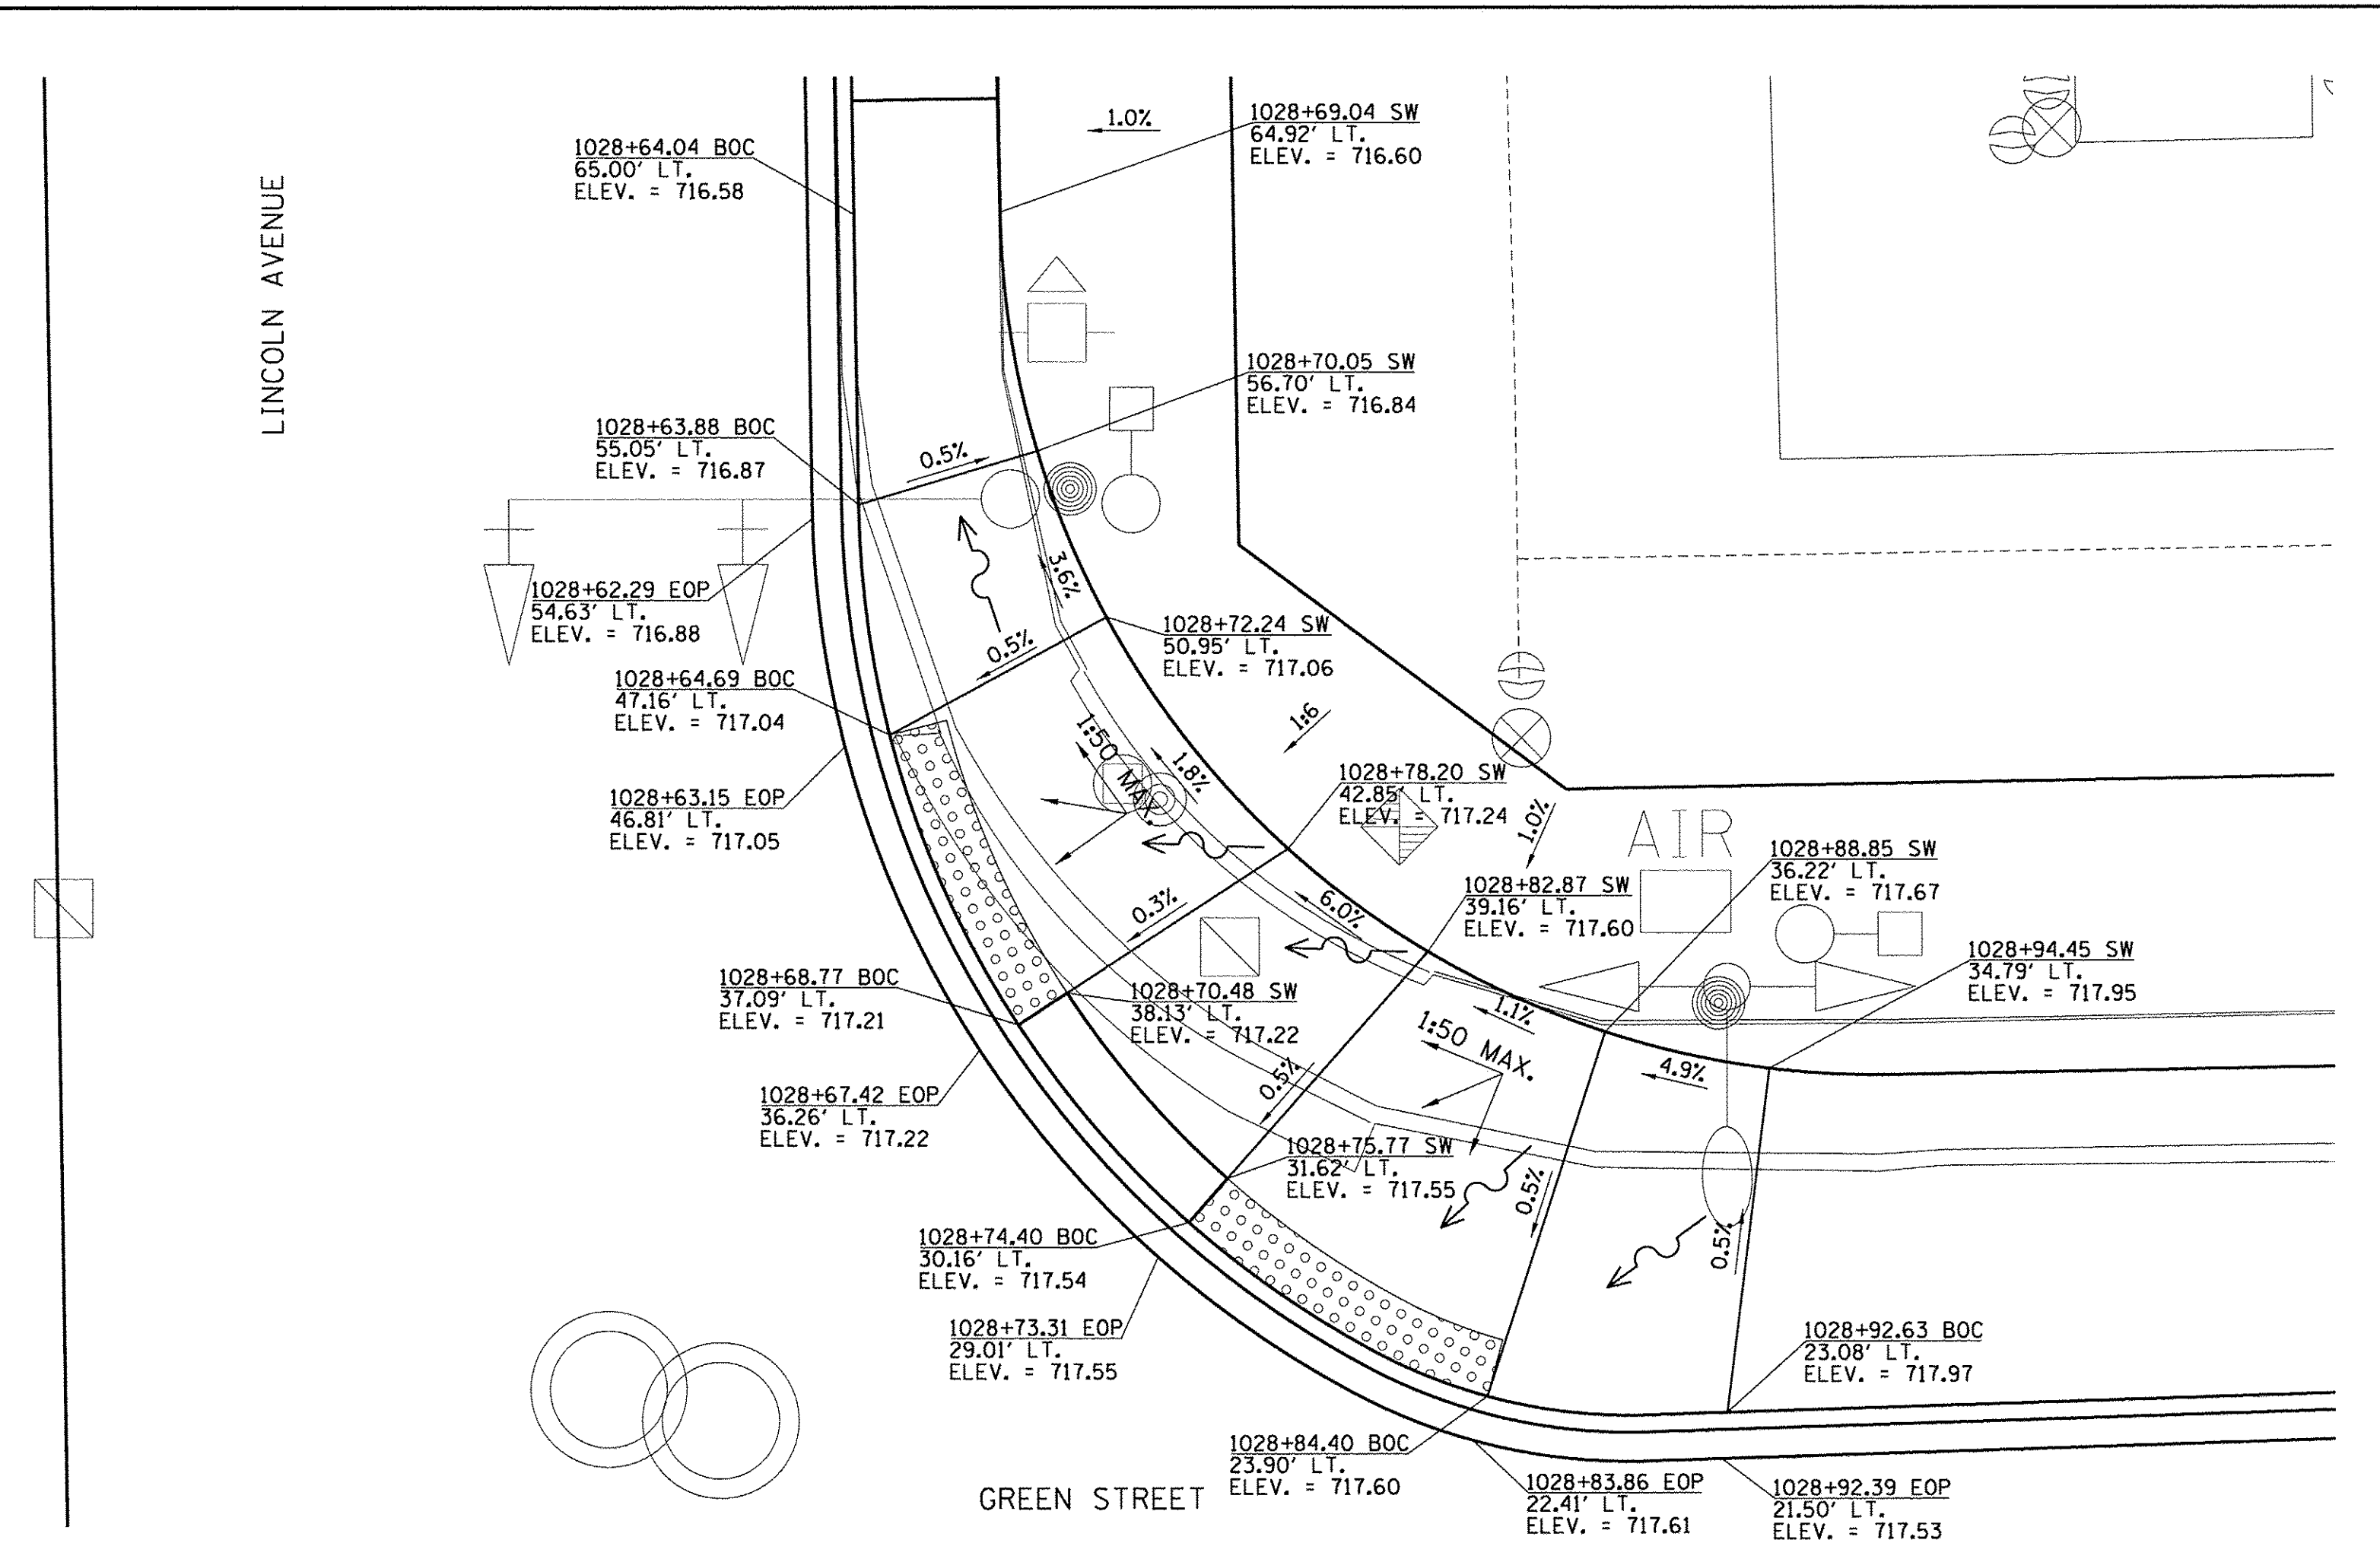 LINCOLN AVENUE
1028+64.04 BOC
65.00' LT.
ELEV. = 716.58
1.0%
1028+69.04 SW
64.92' LT.
ELEV. = 716.60
1028+63.88 BOC
55.05' LT.
ELEV. = 716.87
0.5%
1028+70.05 SW
56.70' LT.
ELEV. = 716.84
1028+62.29 EOP
54.63' LT.
ELEV. = 716.88
3.6%
0.5%
1028+72.24 SW
50.95' LT.
ELEV. = 717.06
1028+64.69 BOC
47.16' LT.
ELEV. = 717.04
1:6
1:50 MAX.
1.8%
1028+63.15 EOP
46.81' LT.
ELEV. = 717.05
1028+78.20 SW
42.85' LT.
ELEV. = 717.24
1.0%
AIR
1028+88.85 SW
36.22' LT.
ELEV. = 717.67
0.3%
6.0%
1028+82.87 SW
39.16' LT.
ELEV. = 717.60
1028+94.45 SW
34.79' LT.
ELEV. = 717.95
1028+68.77 BOC
37.09' LT.
ELEV. = 717.21
1028+70.48 SW
38.13' LT.
ELEV. = 717.22
1.1%
1:50 MAX.
4.9%
0.5%
1028+67.42 EOP
36.26' LT.
ELEV. = 717.22
1028+75.77 SW
31.62' LT.
ELEV. = 717.55
0.5%
0.5%
1028+74.40 BOC
30.16' LT.
ELEV. = 717.54
1028+73.31 EOP
29.01' LT.
ELEV. = 717.55
1028+92.63 BOC
23.08' LT.
ELEV. = 717.97
1028+84.40 BOC
23.90' LT.
ELEV. = 717.60
GREEN STREET
1028+83.86 EOP
22.41' LT.
ELEV. = 717.61
1028+92.39 EOP
21.50' LT.
ELEV. = 717.53